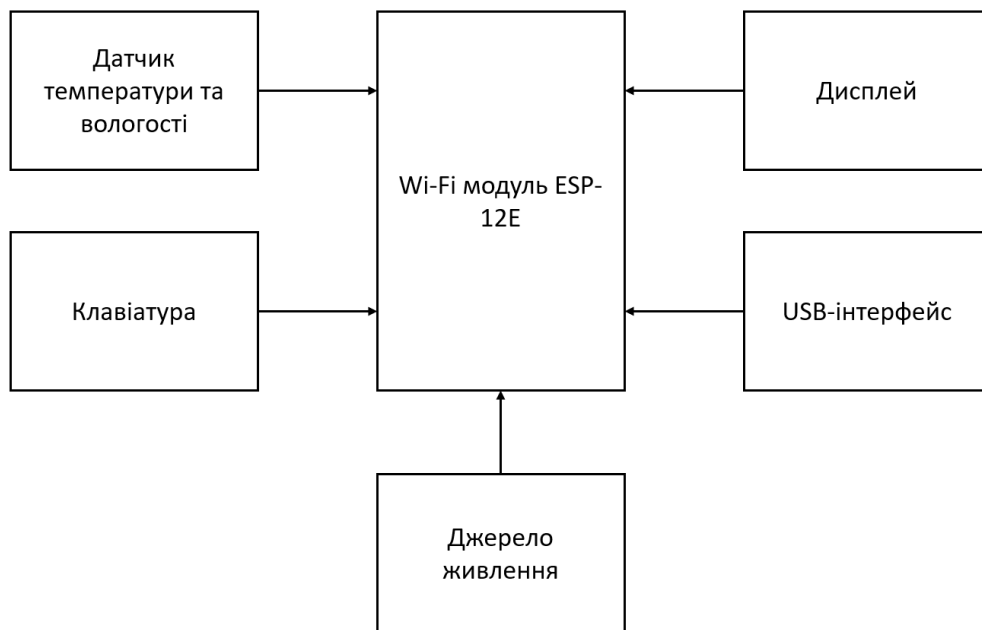 Датчик
температури та
вологості
Wi-Fi модуль ESP-
12E
Дисплей
Клавіатура
USB-інтерфейс
Джерело
живлення